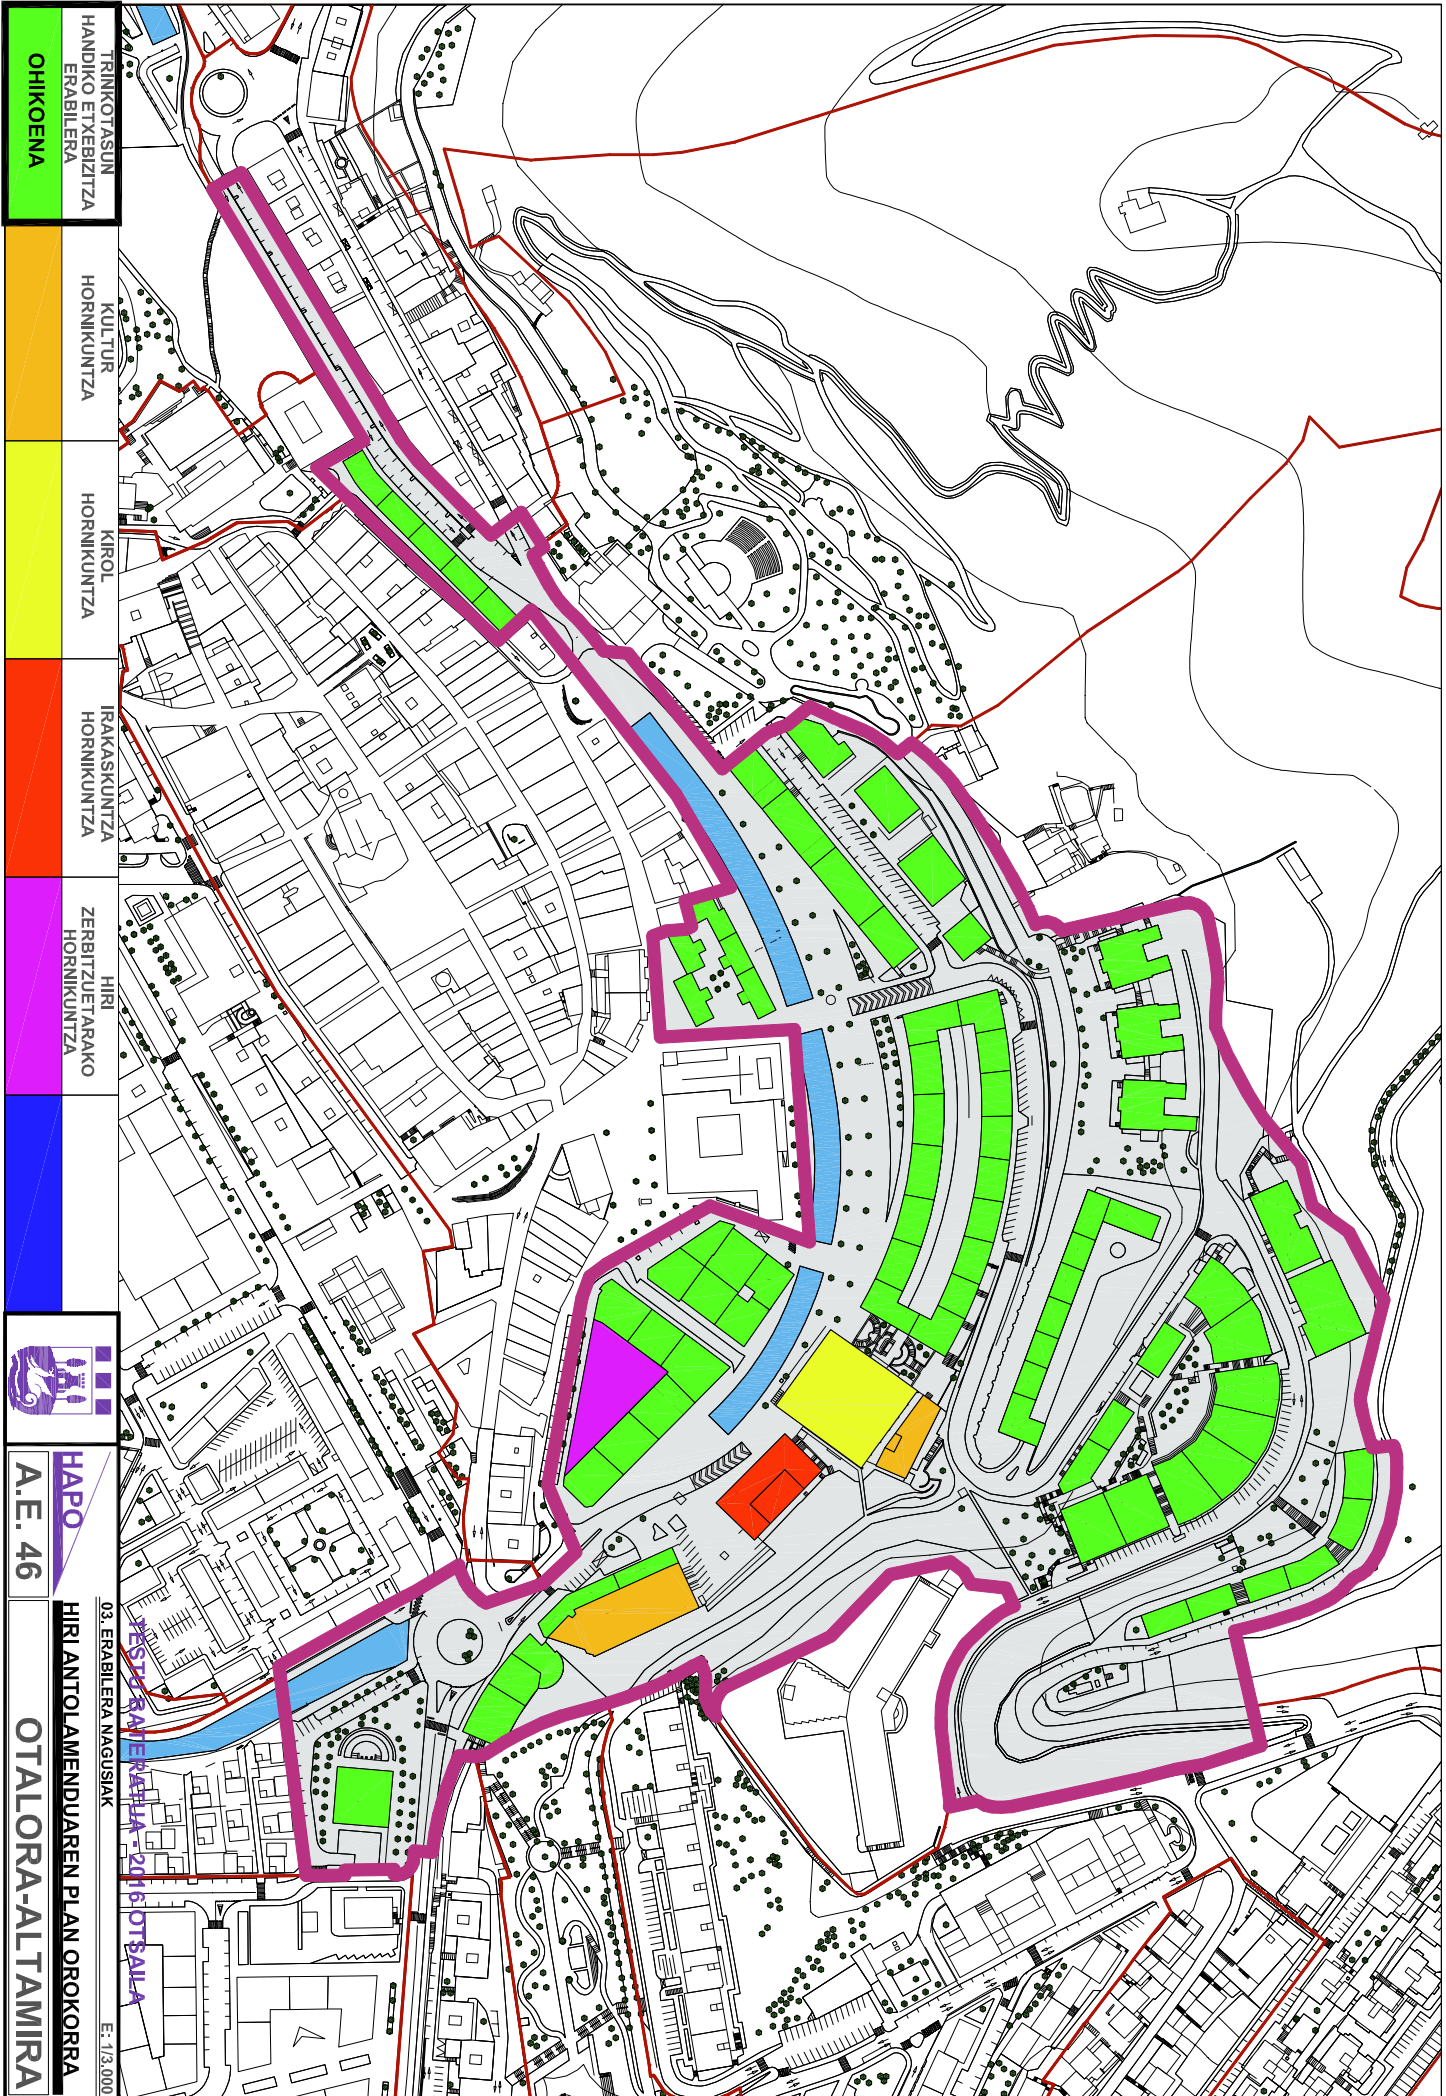 TRINKOTASUN
HANDIKO ETXEBIZITZA
ERABILERA
OHIKOENA
KULTUR
HORNIKUNTZA
KIROL
HORNIKUNTZA
IRAKASKUNTZA
HORNIKUNTZA
HIRI
ZERBITZUETARAKO
HORNIKUNTZA
HAPO
A.E. 46
TESTU BATERATUA - 2016 OTSAILA
03. ERABILERA NAGUSIAK
E: 1/3.000
HIRI ANTOLAMENDUAREN PLAN OROKORRA
OTALORA-ALTAMIRA